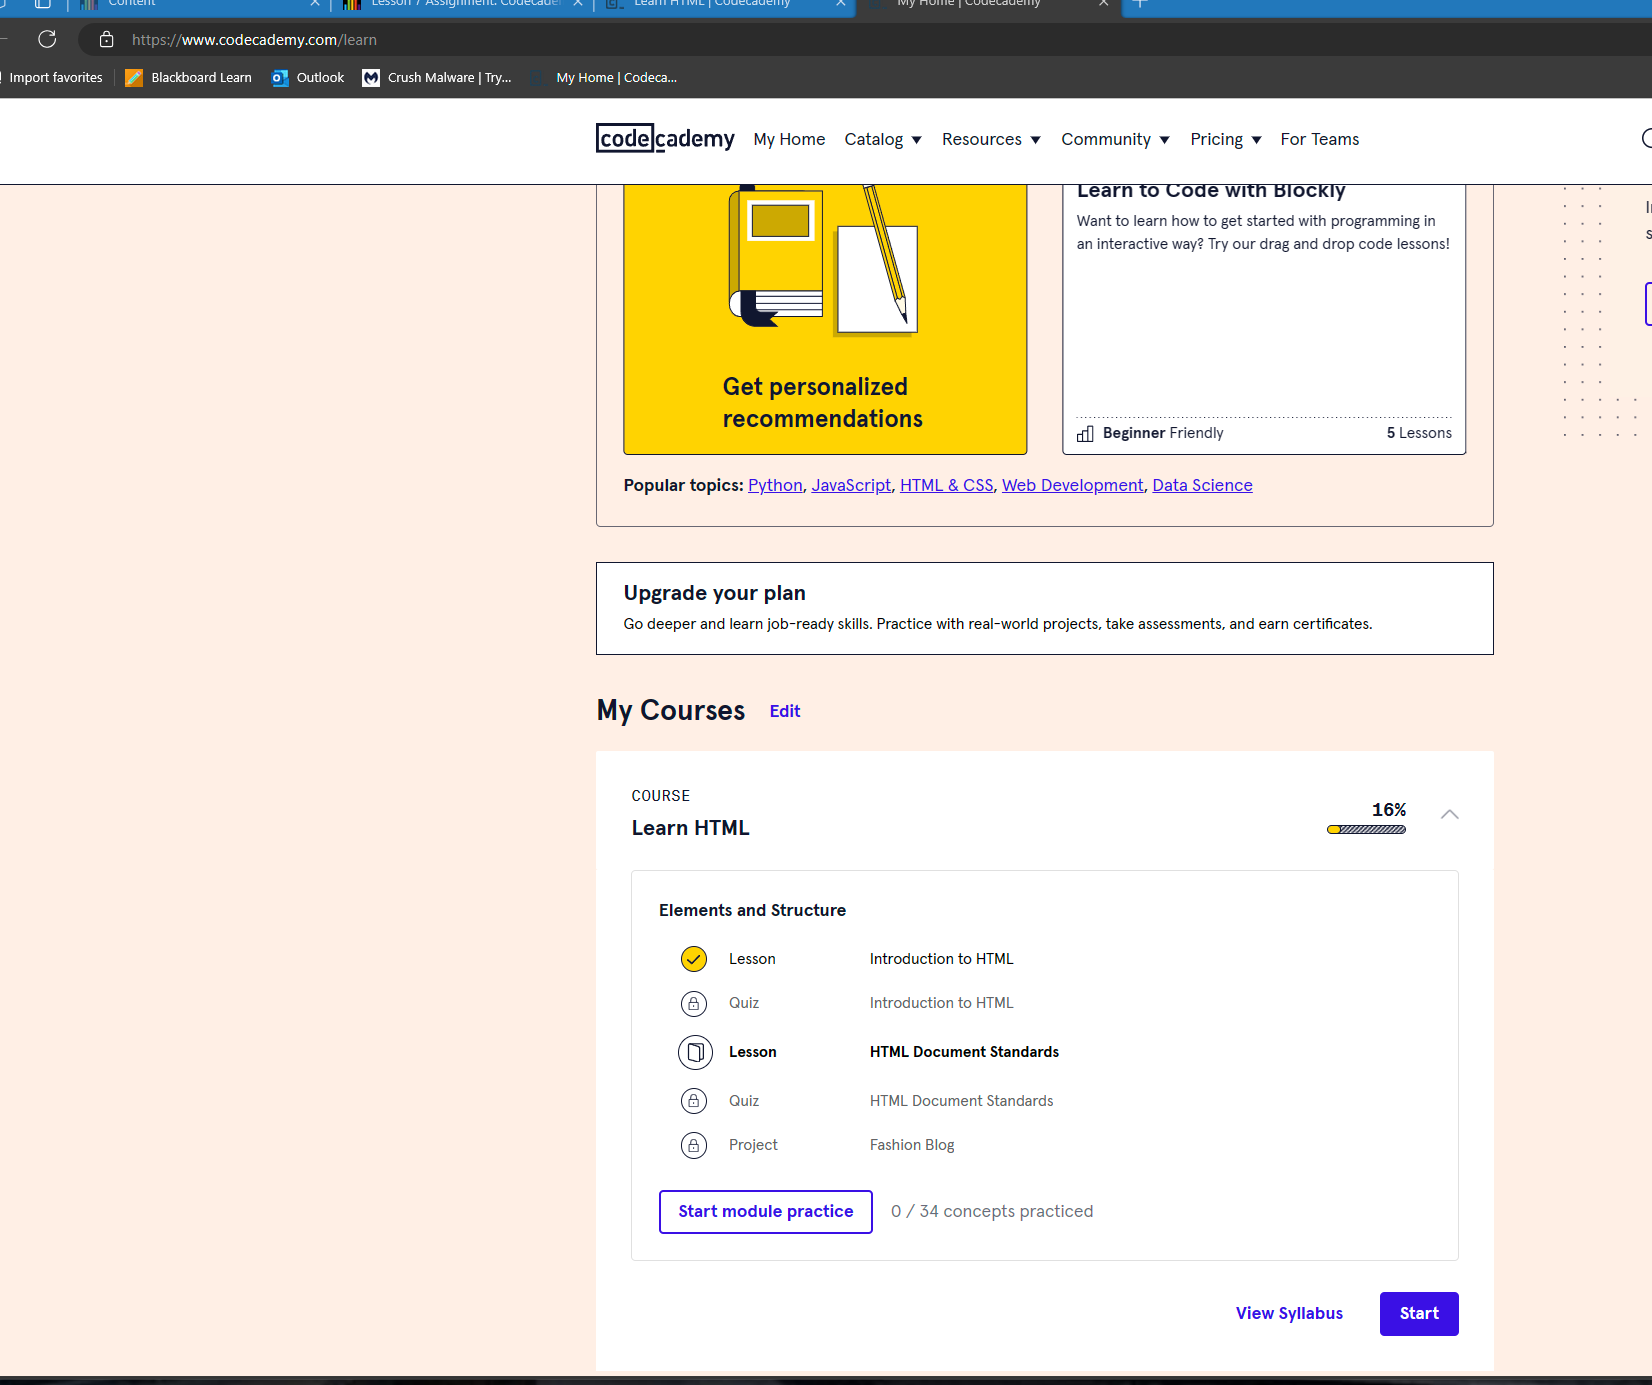 Content
Lesson 7 Assignment: Codecader
Learn HTML | Codecademy
My Home | Codecademy
https://www.codecademy.com/learn
Import favorites
Blackboard Learn
Outlook
Crush Malware | Try...
My Home | Codeca...
codecademy
My Home
Catalog
Resources
Community
Pricing
For Teams
Learn to Code with Blockly
Want to learn how to get started with programming in
an interactive way? Try our drag and drop code lessons!
Get personalized
recommendations
Beginner Friendly
5 Lessons
Popular topics: Python, JavaScript, HTML & CSS, Web Development, Data Science
Upgrade your plan
Go deeper and learn job-ready skills. Practice with real-world projects, take assessments, and earn certificates.
My Courses
Edit
COURSE
Learn HTML
16%
Elements and Structure
Lesson Introduction to HTML
Quiz Introduction to HTML
Lesson HTML Document Standards
Quiz HTML Document Standards
Project Fashion Blog
Start module practice
0 / 34 concepts practiced
View Syllabus
Start